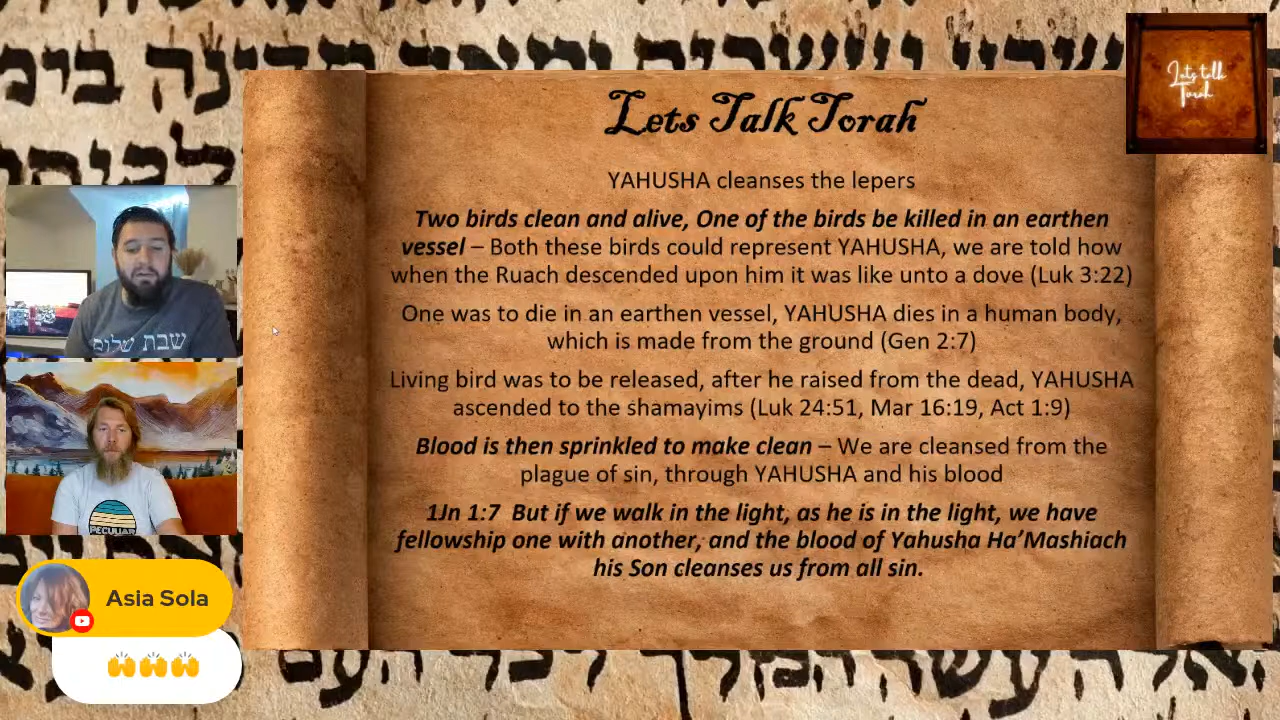 ועשרים ומאה מדינה
Lets talk
Torah
Lets Talk Torah
YAHUSHA cleanses the lepers
Two birds clean and alive, One of the birds be killed in an earthen
vessel – Both these birds could represent YAHUSHA, we are told how
when the Ruach descended upon him it was like unto a dove (Luk 3:22)
One was to die in an earthen vessel, YAHUSHA dies in a human body,
which is made from the ground (Gen 2:7)
Living bird was to be released, after he raised from the dead, YAHUSHA
ascended to the shamayims (Luk 24:51, Mar 16:19, Act 1:9)
Blood is then sprinkled to make clean – We are cleansed from the
plague of sin, through YAHUSHA and his blood
1Jn 1:7  But if we walk in the light, as he is in the light, we have
fellowship one with another, and the blood of Yahusha Ha’Mashiach
his Son cleanses us from all sin.
שבת שלום
PECULIAR
Asia Sola
🙌🙌🙌
המלך לכל העם